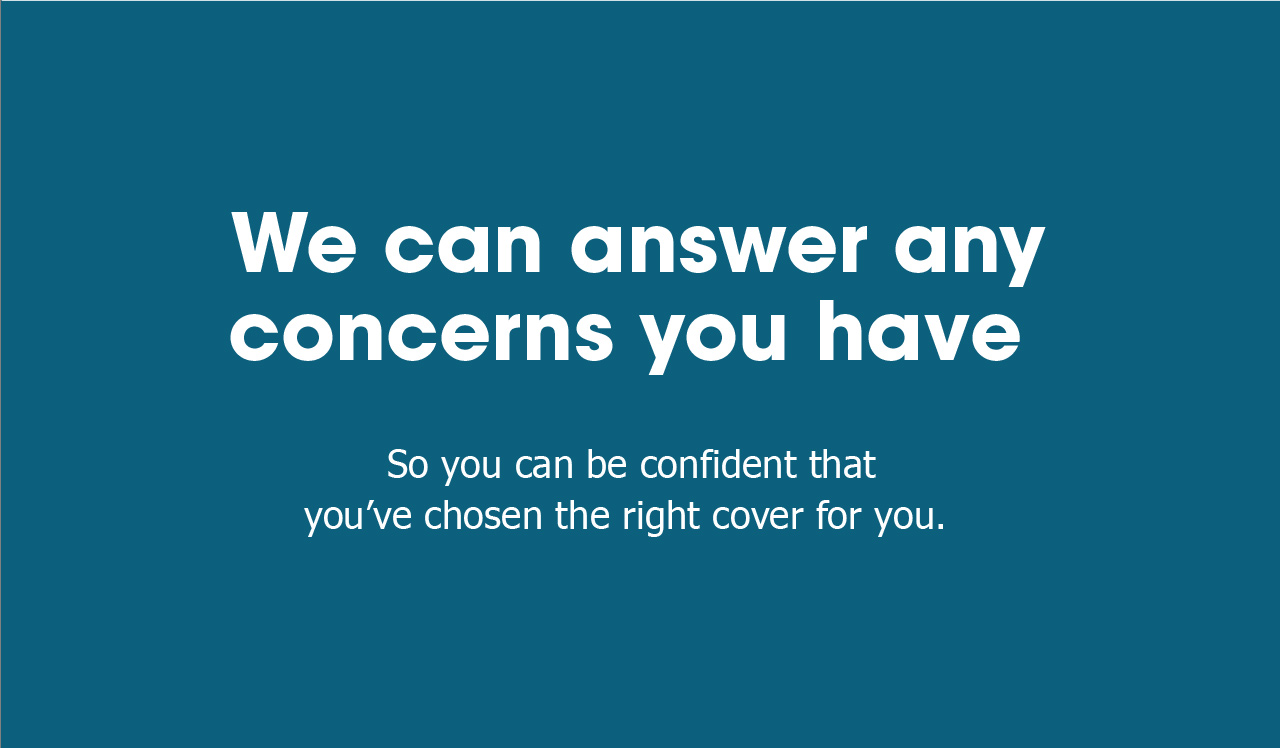 We can answer any
concerns you have
So you can be confident that
you’ve chosen the right cover for you.